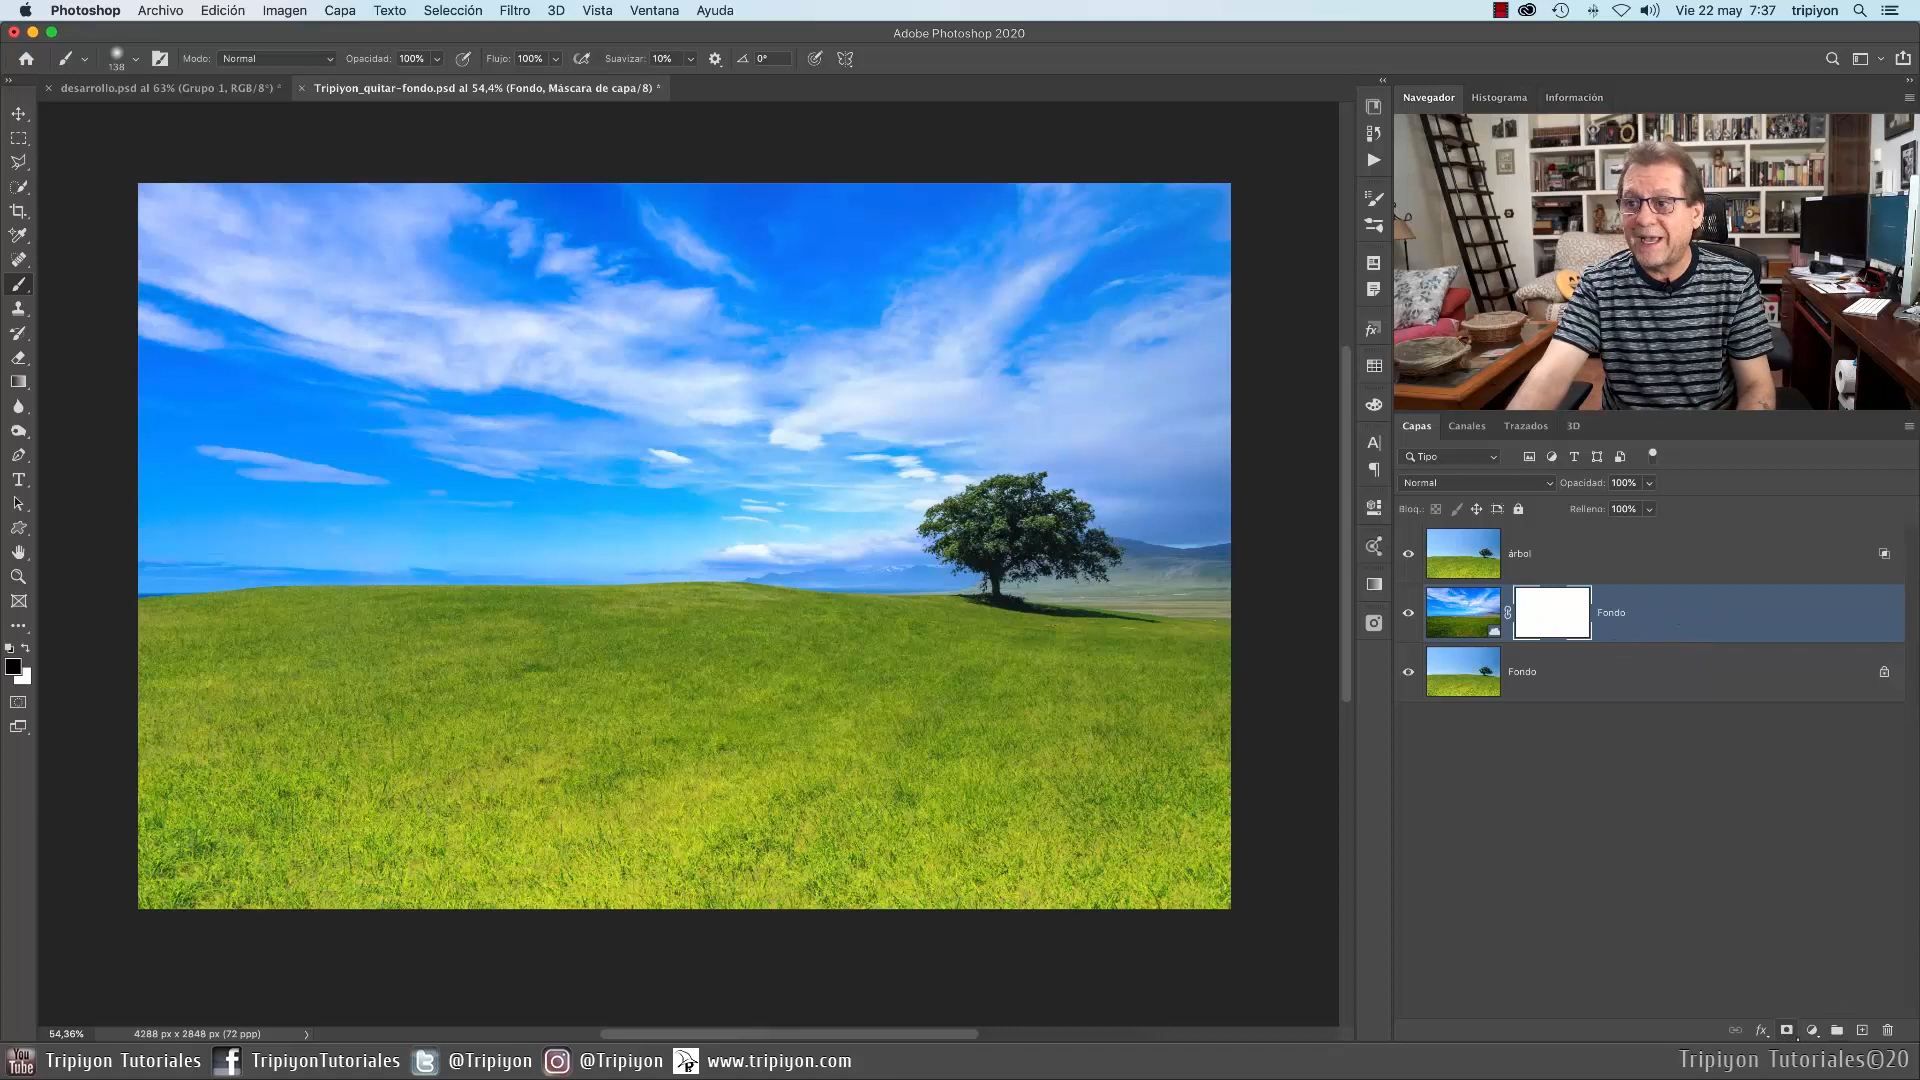 Photoshop Archivo Edición Imagen Capa Texto Selección Filtro 3D Vista Ventana Ayuda Vie 22 may 7:37 tripiyon
Adobe Photoshop 2020
138 Modo: Normal Opacidad: 100% Flujo: 100% Suavizar: 10% 0°
desarrollo.psd al 63% (Grupo 1, RGB/8*) * Tripiyon_quitar-fondo.psd al 54,4% (Fondo, Máscara de capa/8) *
Navegador Histograma Información
Capas Canales Trazados 3D
Tipo
Normal Opacidad: 100%
Bloq.: Relleno: 100%
árbol
Fondo
Fondo
54,36% 4288 px x 2848 px (72 ppp)
You Tube Tripiyon Tutoriales TripiyonTutoriales @Tripiyon @Tripiyon www.tripiyon.com Tripiyon Tutoriales©20